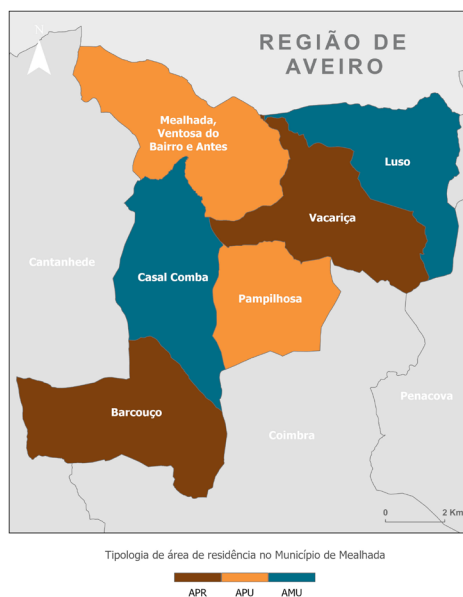 REGIÃO DE
AVEIRO
N
Mealhada,
Ventosa do
Bairro e Antes
Luso
Vacariça
Cantanhede
Casal Comba
Pampilhosa
Penacova
Barcouço
Coimbra
0 2 Km
Tipologia de área de residência no Município de Mealhada
APR APU AMU